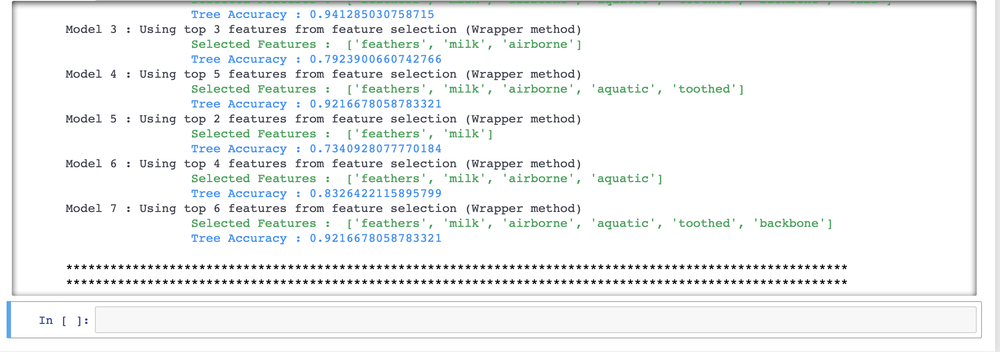 Tree Accuracy : 0.941285030758715
Model 3 : Using top 3 features from feature selection (Wrapper method)
Selected Features :  ['feathers', 'milk', 'airborne']
Tree Accuracy : 0.7923900660742766
Model 4 : Using top 5 features from feature selection (Wrapper method)
Selected Features :  ['feathers', 'milk', 'airborne', 'aquatic', 'toothed']
Tree Accuracy : 0.9216678058783321
Model 5 : Using top 2 features from feature selection (Wrapper method)
Selected Features :  ['feathers', 'milk']
Tree Accuracy : 0.7340928077770184
Model 6 : Using top 4 features from feature selection (Wrapper method)
Selected Features :  ['feathers', 'milk', 'airborne', 'aquatic']
Tree Accuracy : 0.8326422115895799
Model 7 : Using top 6 features from feature selection (Wrapper method)
Selected Features :  ['feathers', 'milk', 'airborne', 'aquatic', 'toothed', 'backbone']
Tree Accuracy : 0.9216678058783321
**********************************************************************************************************
**********************************************************************************************************
In [ ]: